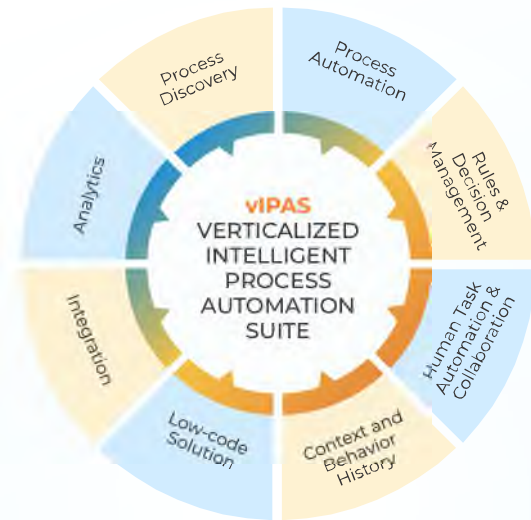 vIPAS
VERTICALIZED
INTELLIGENT
PROCESS
AUTOMATION
SUITE
Process
Automation
Rules &
Decision
Management
Human Task
Automation &
Collaboration
Context and
Behavior
History
Low-code
Solution
Integration
Analytics
Process
Discovery